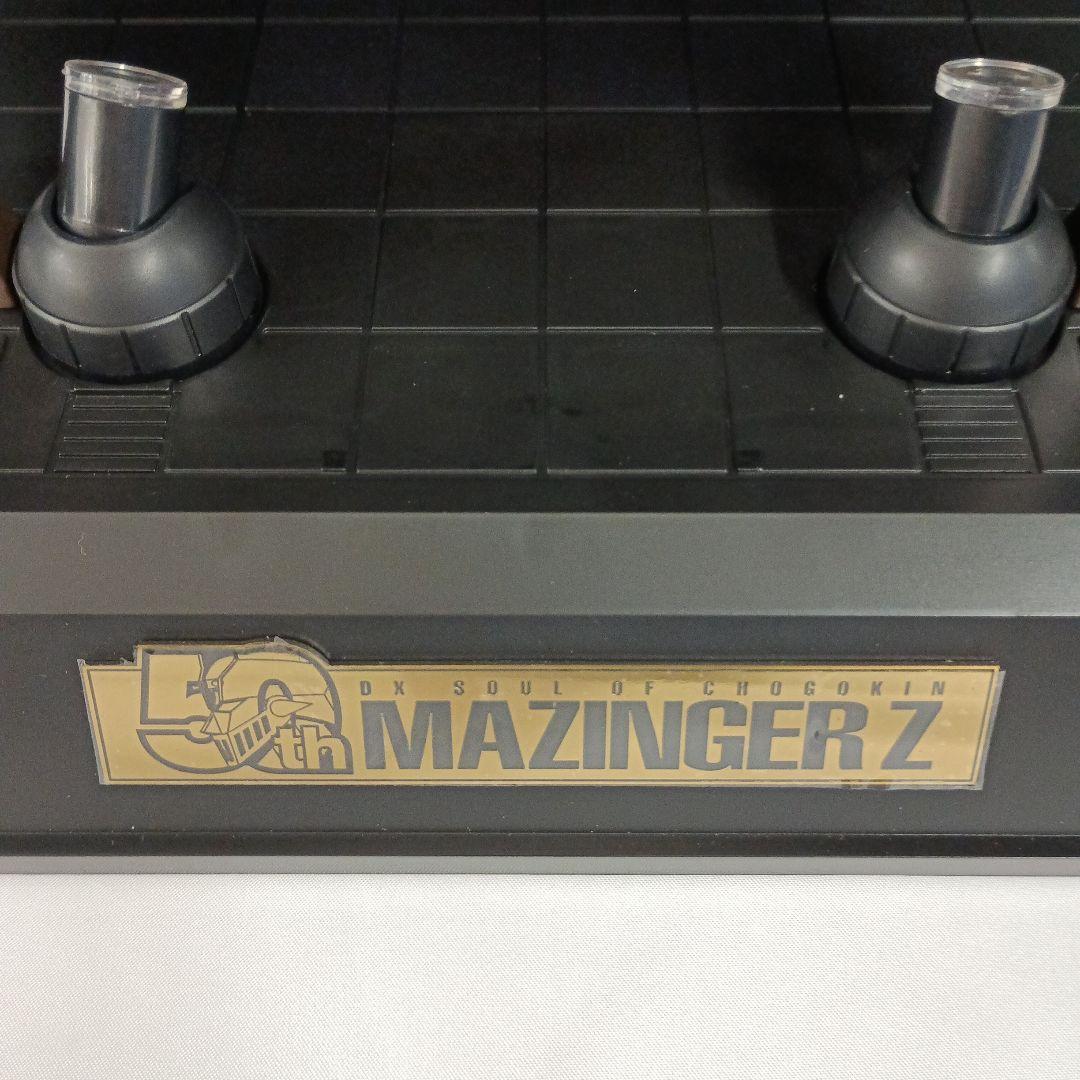 50th
DX SOUL OF CHOGOKIN
MAZINGER Z